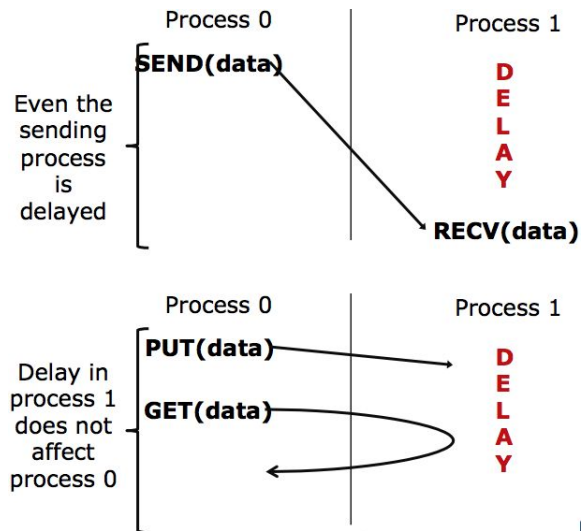 Process 0
Process 1
SEND(data)
Even the
sending
process
is
delayed
D
E
L
A
Y
RECV(data)
Process 0
Process 1
PUT(data)
Delay in
process 1
does not
affect
process 0
GET(data)
D
E
L
A
Y